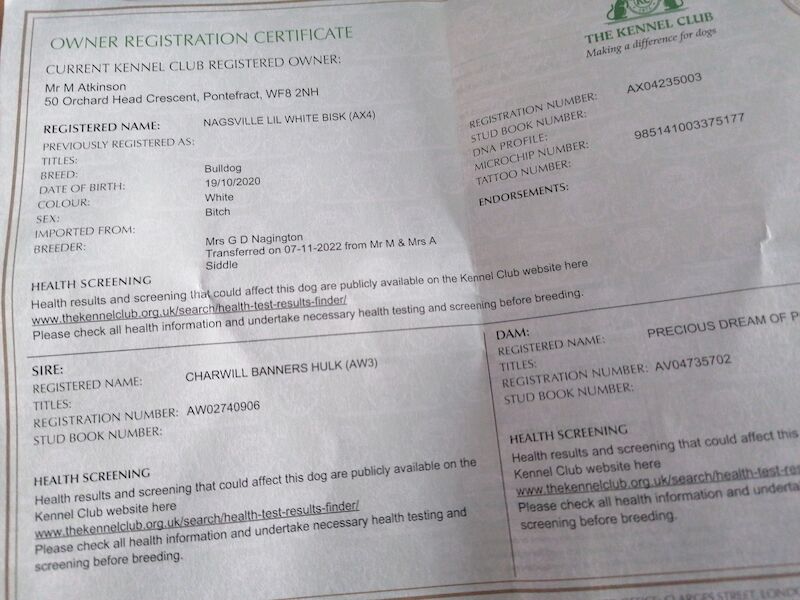 OWNER REGISTRATION CERTIFICATE
THE KENNEL CLUB
Making a difference for dogs
CURRENT KENNEL CLUB REGISTERED OWNER:
Mr M Atkinson
50 Orchard Head Crescent, Pontefract, WF8 2NH
REGISTERED NAME: NAGSVILLE LIL WHITE BISK (AX4)
PREVIOUSLY REGISTERED AS:
TITLES:
BREED: Bulldog
DATE OF BIRTH: 19/10/2020
COLOUR: White
SEX: Bitch
IMPORTED FROM:
BREEDER: Mrs G D Nagington
Transferred on 07-11-2022 from Mr M & Mrs A
Siddle
REGISTRATION NUMBER: AX04235003
STUD BOOK NUMBER:
DNA PROFILE:
MICROCHIP NUMBER: 985141003375177
TATTOO NUMBER:
ENDORSEMENTS:
HEALTH SCREENING
Health results and screening that could affect this dog are publicly available on the Kennel Club website here
www.thekennelclub.org.uk/search/health-test-results-finder/
Please check all health information and undertake necessary health testing and screening before breeding.
SIRE:
REGISTERED NAME: CHARWILL BANNERS HULK (AW3)
TITLES:
REGISTRATION NUMBER: AW02740906
STUD BOOK NUMBER:
HEALTH SCREENING
Health results and screening that could affect this dog are publicly available on the
Kennel Club website here
www.thekennelclub.org.uk/search/health-test-results-finder/
Please check all health information and undertake necessary health testing and
screening before breeding.
DAM:
REGISTERED NAME: PRECIOUS DREAM OF P
TITLES:
REGISTRATION NUMBER: AV04735702
STUD BOOK NUMBER:
HEALTH SCREENING
Health results and screening that could affect this
Kennel Club website here
www.thekennelclub.org.uk/search/health-test-res
Please check all health information and underta
screening before breeding.
CLARGES STREET, LONDO